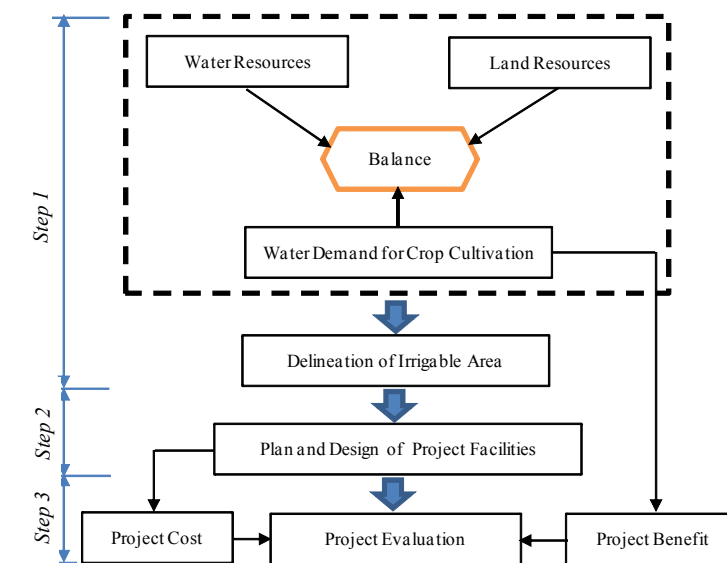 Water Resources
Land Resources
Balance
Step 1
Water Demand for Crop Cultivation
Delineation of Irrigable Area
Step 2
Plan and Design of Project Facilities
Step 3
Project Cost
Project Evaluation
Project Benefit